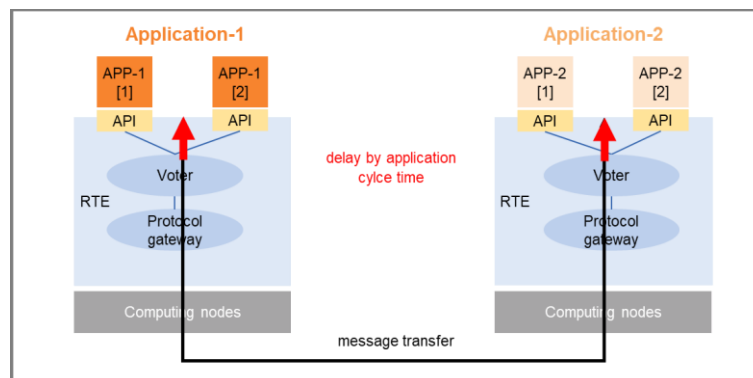 Application-1
Application-2
APP-1
[1]
APP-1
[2]
APP-2
[1]
APP-2
[2]
API
API
API
API
delay by application
cylce time
Voter
Voter
RTE
RTE
Protocol
gateway
Protocol
gateway
Computing nodes
Computing nodes
message transfer